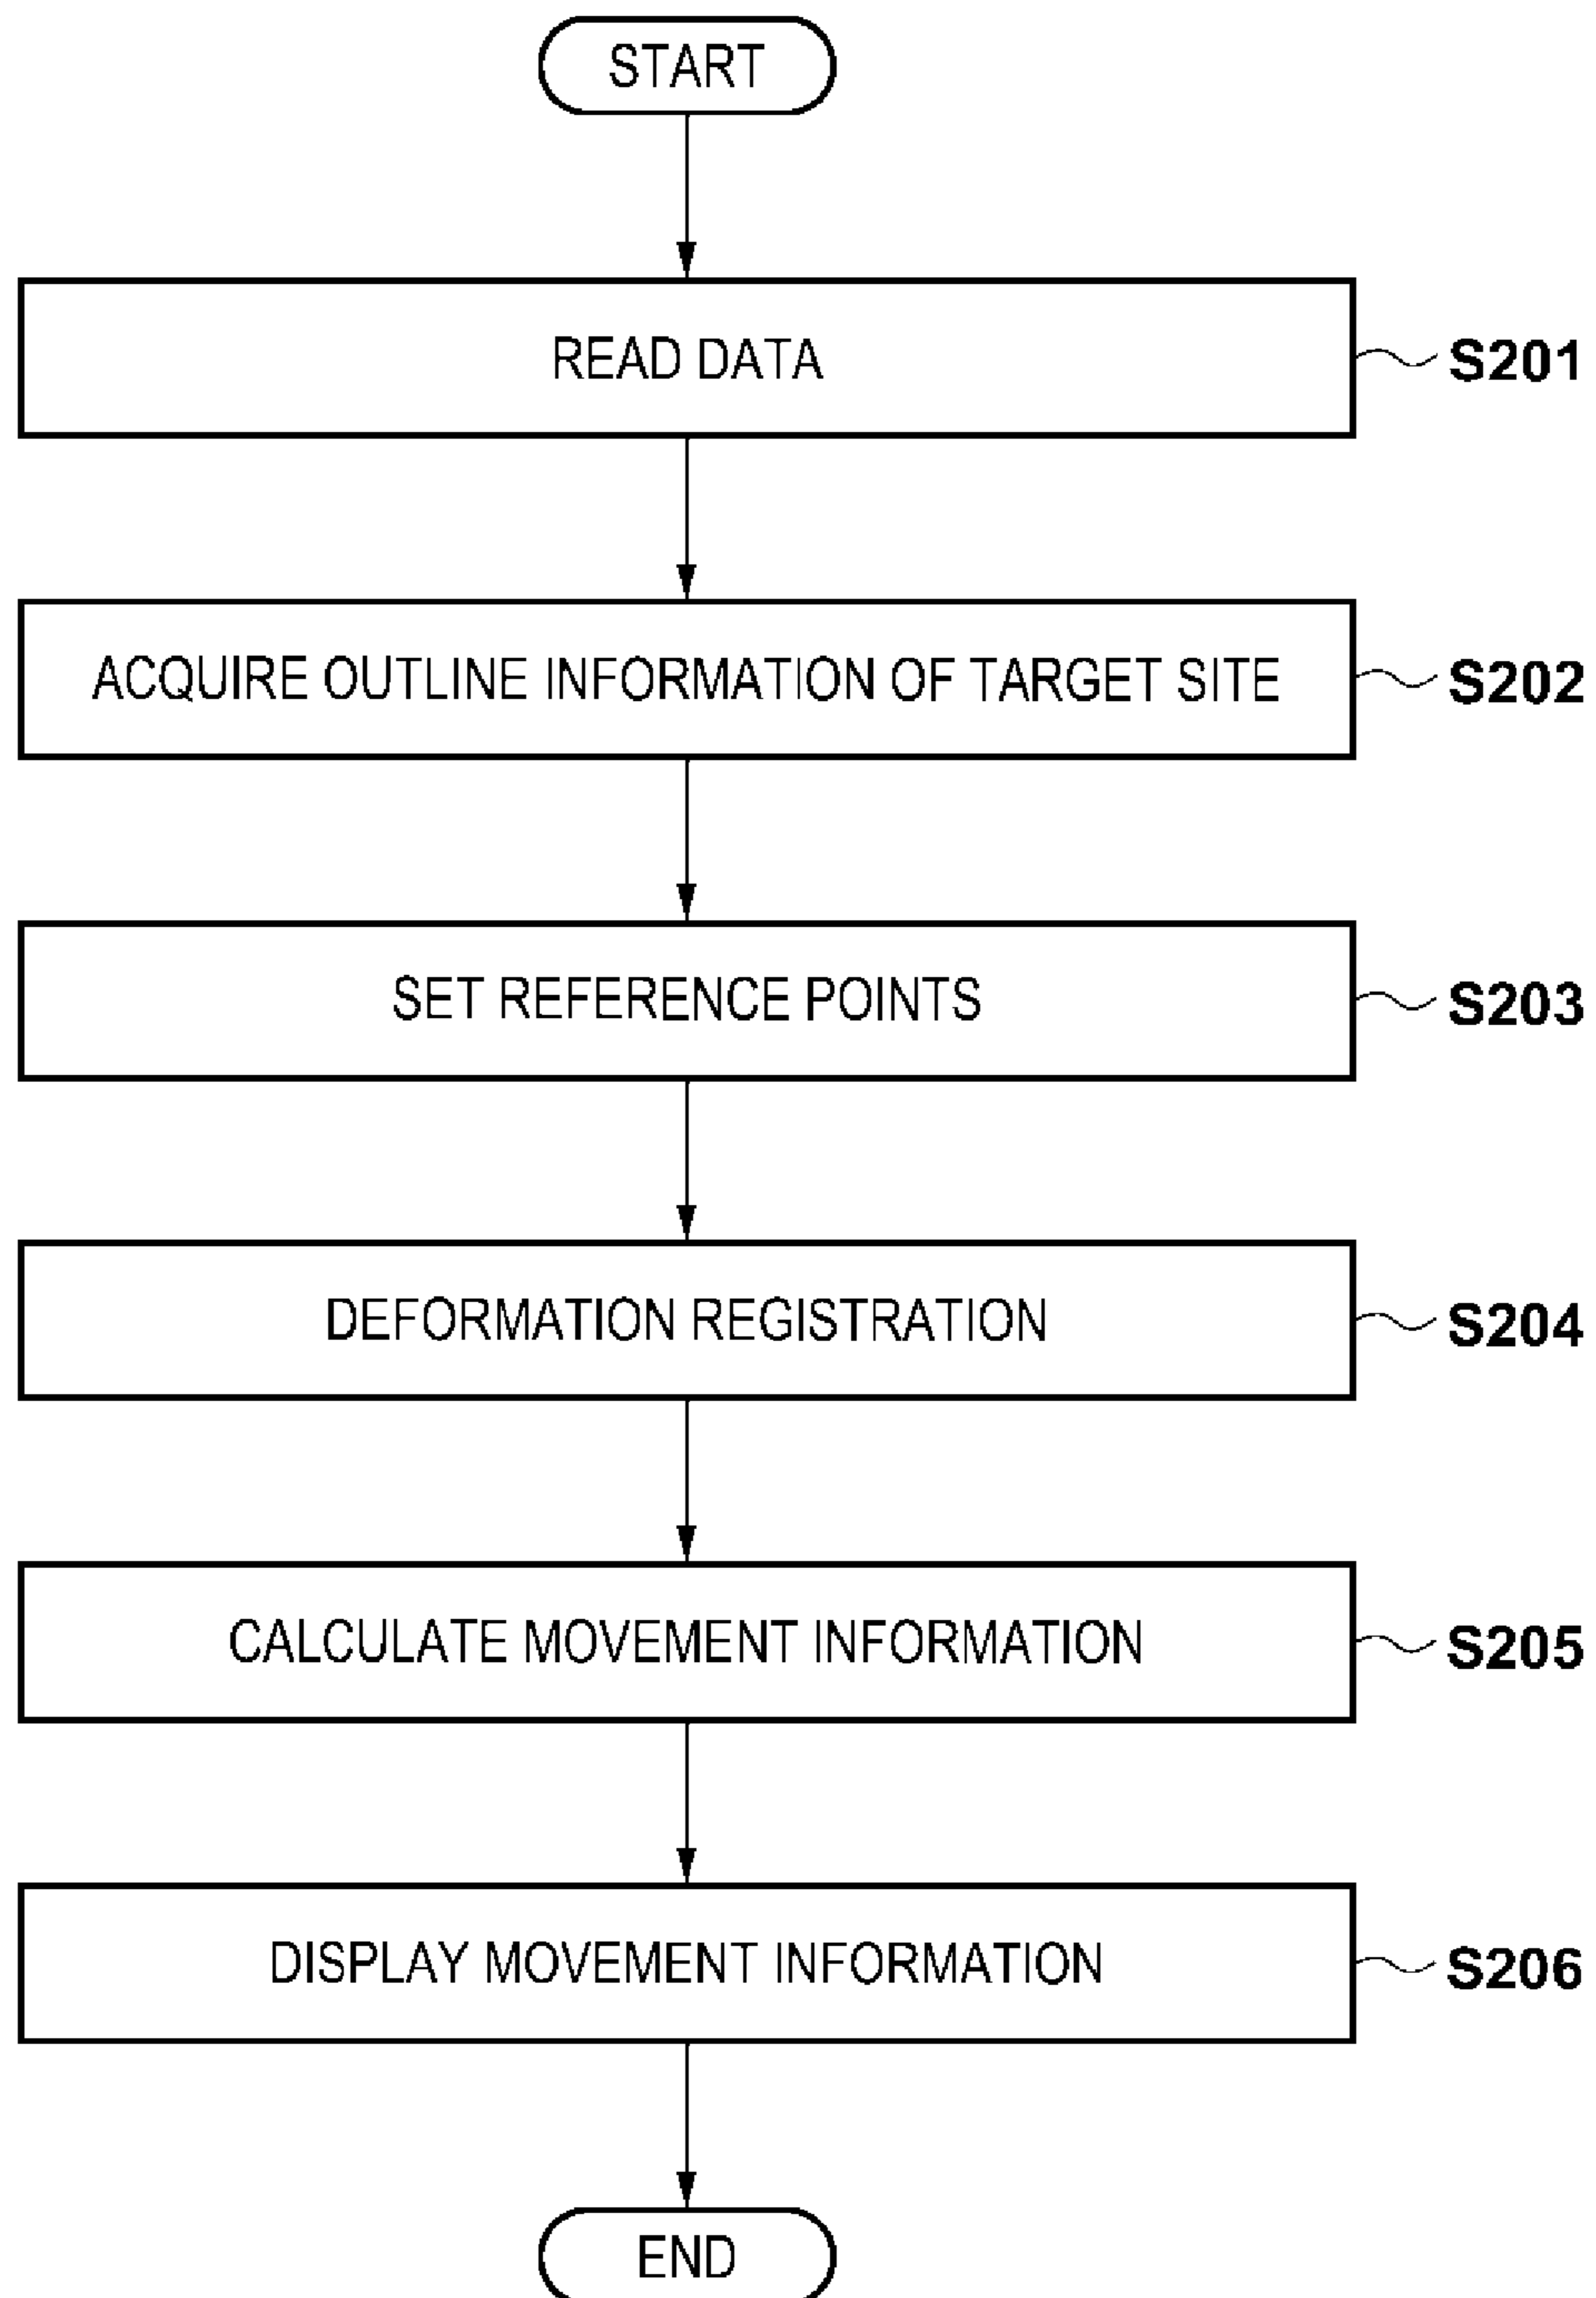 START
READ DATA
S201
ACQUIRE OUTLINE INFORMATION OF TARGET SITE
S202
SET REFERENCE POINTS
S203
DEFORMATION REGISTRATION
S204
CALCULATE MOVEMENT INFORMATION
S205
DISPLAY MOVEMENT INFORMATION
S206
END